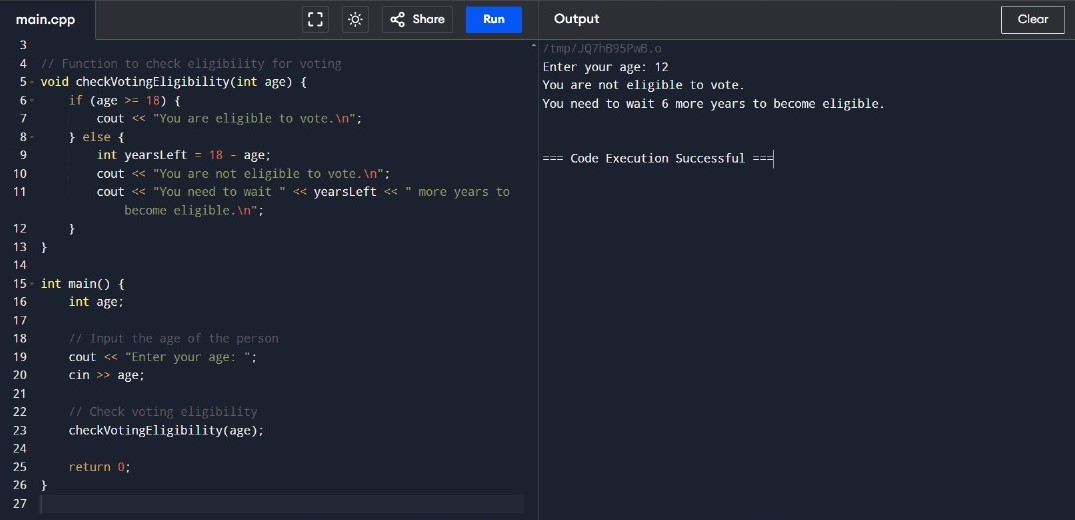 main.cpp
Share
Run
Output
Clear
3
4 // Function to check eligibility for voting
5 void checkVotingEligibility(int age) {
6     if (age >= 18) {
7         cout << "You are eligible to vote.\n";
8     } else {
9         int yearsLeft = 18 - age;
10         cout << "You are not eligible to vote.\n";
11         cout << "You need to wait " << yearsLeft << " more years to
            become eligible.\n";
12     }
13 }
14
15 int main() {
16     int age;
17
18     // Input the age of the person
19     cout << "Enter your age: ";
20     cin >> age;
21
22     // Check voting eligibility
23     checkVotingEligibility(age);
24
25     return 0;
26 }
27
/tmp/JQ7hB95PwB.o
Enter your age: 12
You are not eligible to vote.
You need to wait 6 more years to become eligible.
=== Code Execution Successful ===